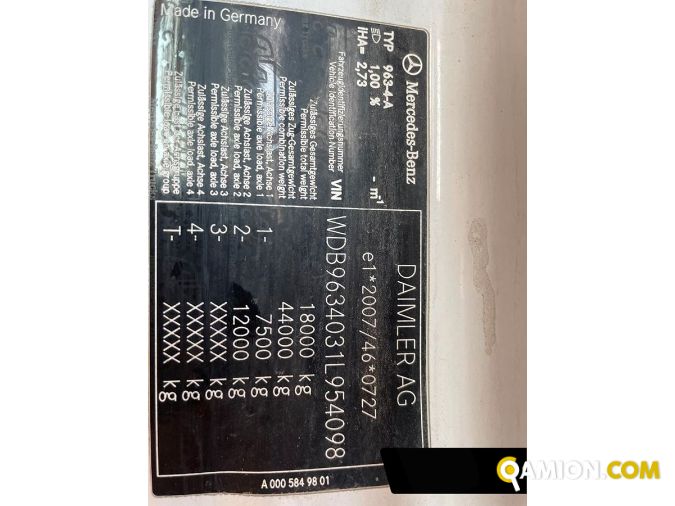 Mercedes-Benz
DAIMLER AG
TYP 963-4-A
e1*2007/46*0727
1,00 % - m⁻¹
IHA= 2,73
Fahrzeugidentifizierungsnummer
Vehicle Identification Number VIN WDB9634031L954098
Zulässiges Gesamtgewicht
Permissible total weight 18000 kg
Zulässiges Zug-Gesamtgewicht
Permissible combination weight 44000 kg
Zulässige Achslast, Achse 1
Permissible axle load, axle 1 1- 7500 kg
Zulässige Achslast, Achse 2
Permissible axle load, axle 2 2- 12000 kg
Zulässige Achslast, Achse 3
Permissible axle load, axle 3 3- XXXXX kg
Zulässige Achslast, Achse 4
Permissible axle load, axle 4 4- XXXXX kg
T- XXXXX kg
Made in Germany
A 000 584 98 01
QAMION.COM